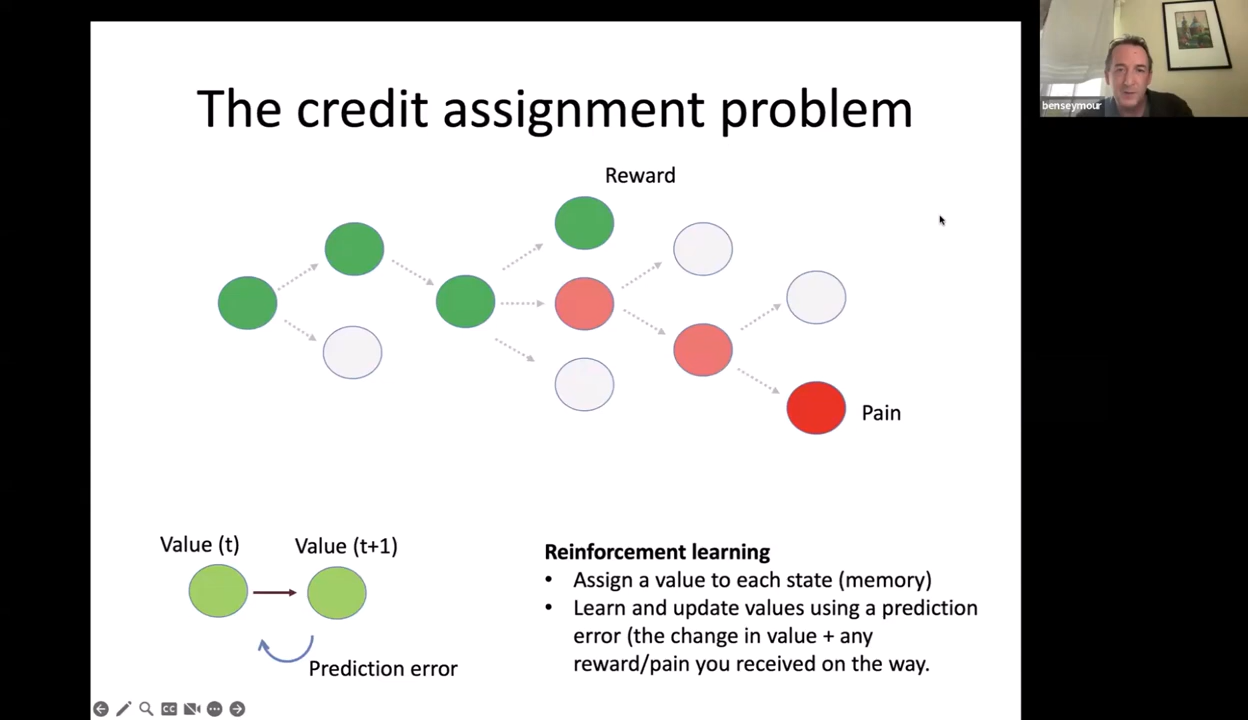 The credit assignment problem
benseymour
Reward
Pain
Value (t)
Value (t+1)
Prediction error
Reinforcement learning
• Assign a value to each state (memory)
• Learn and update values using a prediction
error (the change in value + any
reward/pain you received on the way.
CC